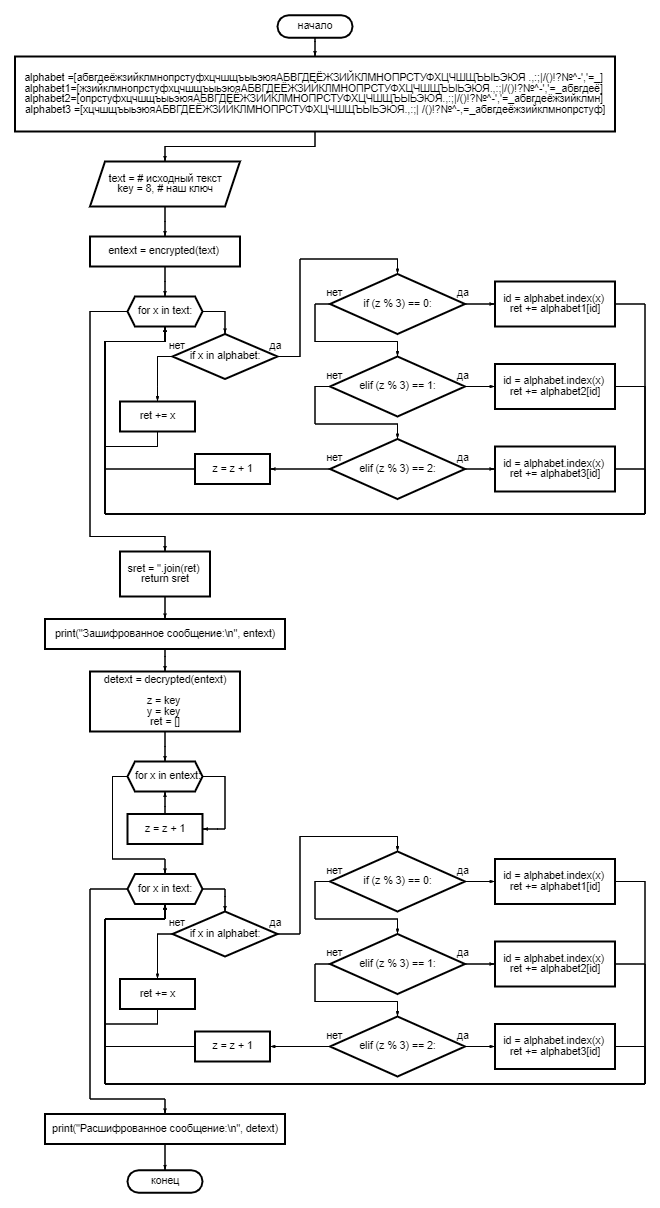 начало
alphabet =[абвгдеёжзийклмнопрстуфхцчшщъыьэюяАБВГДЕЁЖЗИЙКЛМНОПРСТУФХЦЧШЩЪЫЬЭЮЯ .,:;|/()!?№^-','=_]
alphabet1=[жзийклмнопрстуфхцчшщъыьэюяАБВГДЕЁЖЗИЙКЛМНОПРСТУФХЦЧШЩЪЫЬЭЮЯ.,:;|/()!?№^-','=_абвгдеё]
alphabet2=[опрстуфхцчшщъыьэюяАБВГДЕЁЖЗИЙКЛМНОПРСТУФХЦЧШЩЪЫЬЭЮЯ.,:;|/()!?№^-','=_абвгдеёжзийклмн]
alphabet3 =[хцчшщъыьэюяАБВГДЕЁЖЗИЙКЛМНОПРСТУФХЦЧШЩЪЫЬЭЮЯ.,:;| /()!?№^-,=_абвгдеёжзийклмнопрстуф]
text = # исходный текст
key = 8, # наш ключ
entext = encrypted(text)
for x in text:
нет
if x in alphabet:
да
ret += x
нет
if (z % 3) == 0:
да
id = alphabet.index(x)
ret += alphabet1[id]
нет
elif (z % 3) == 1:
да
id = alphabet.index(x)
ret += alphabet2[id]
z = z + 1
нет
elif (z % 3) == 2:
да
id = alphabet.index(x)
ret += alphabet3[id]
sret = ''.join(ret)
return sret
print("Зашифрованное сообщение:\n", entext)
detext = decrypted(entext)
z = key
y = key
ret = []
for x in entext:
z = z + 1
for x in text:
нет
if x in alphabet:
да
ret += x
нет
if (z % 3) == 0:
да
id = alphabet.index(x)
ret += alphabet1[id]
нет
elif (z % 3) == 1:
да
id = alphabet.index(x)
ret += alphabet2[id]
z = z + 1
нет
elif (z % 3) == 2:
да
id = alphabet.index(x)
ret += alphabet3[id]
print("Расшифрованное сообщение:\n", detext)
конец